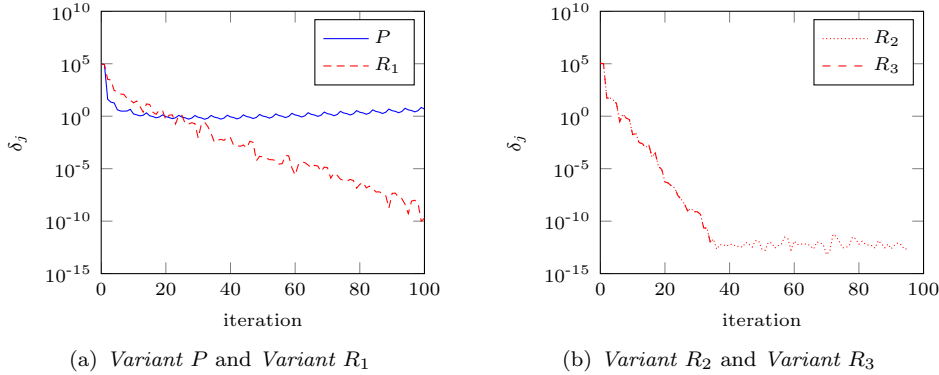 10^10
10^5
10^0
10^−5
10^−10
10^−15
δ_j
0
20
40
60
80
100
iteration
P
R_1
(a) Variant P and Variant R_1
10^10
10^5
10^0
10^−5
10^−10
10^−15
δ_j
0
20
40
60
80
100
iteration
R_2
R_3
(b) Variant R_2 and Variant R_3